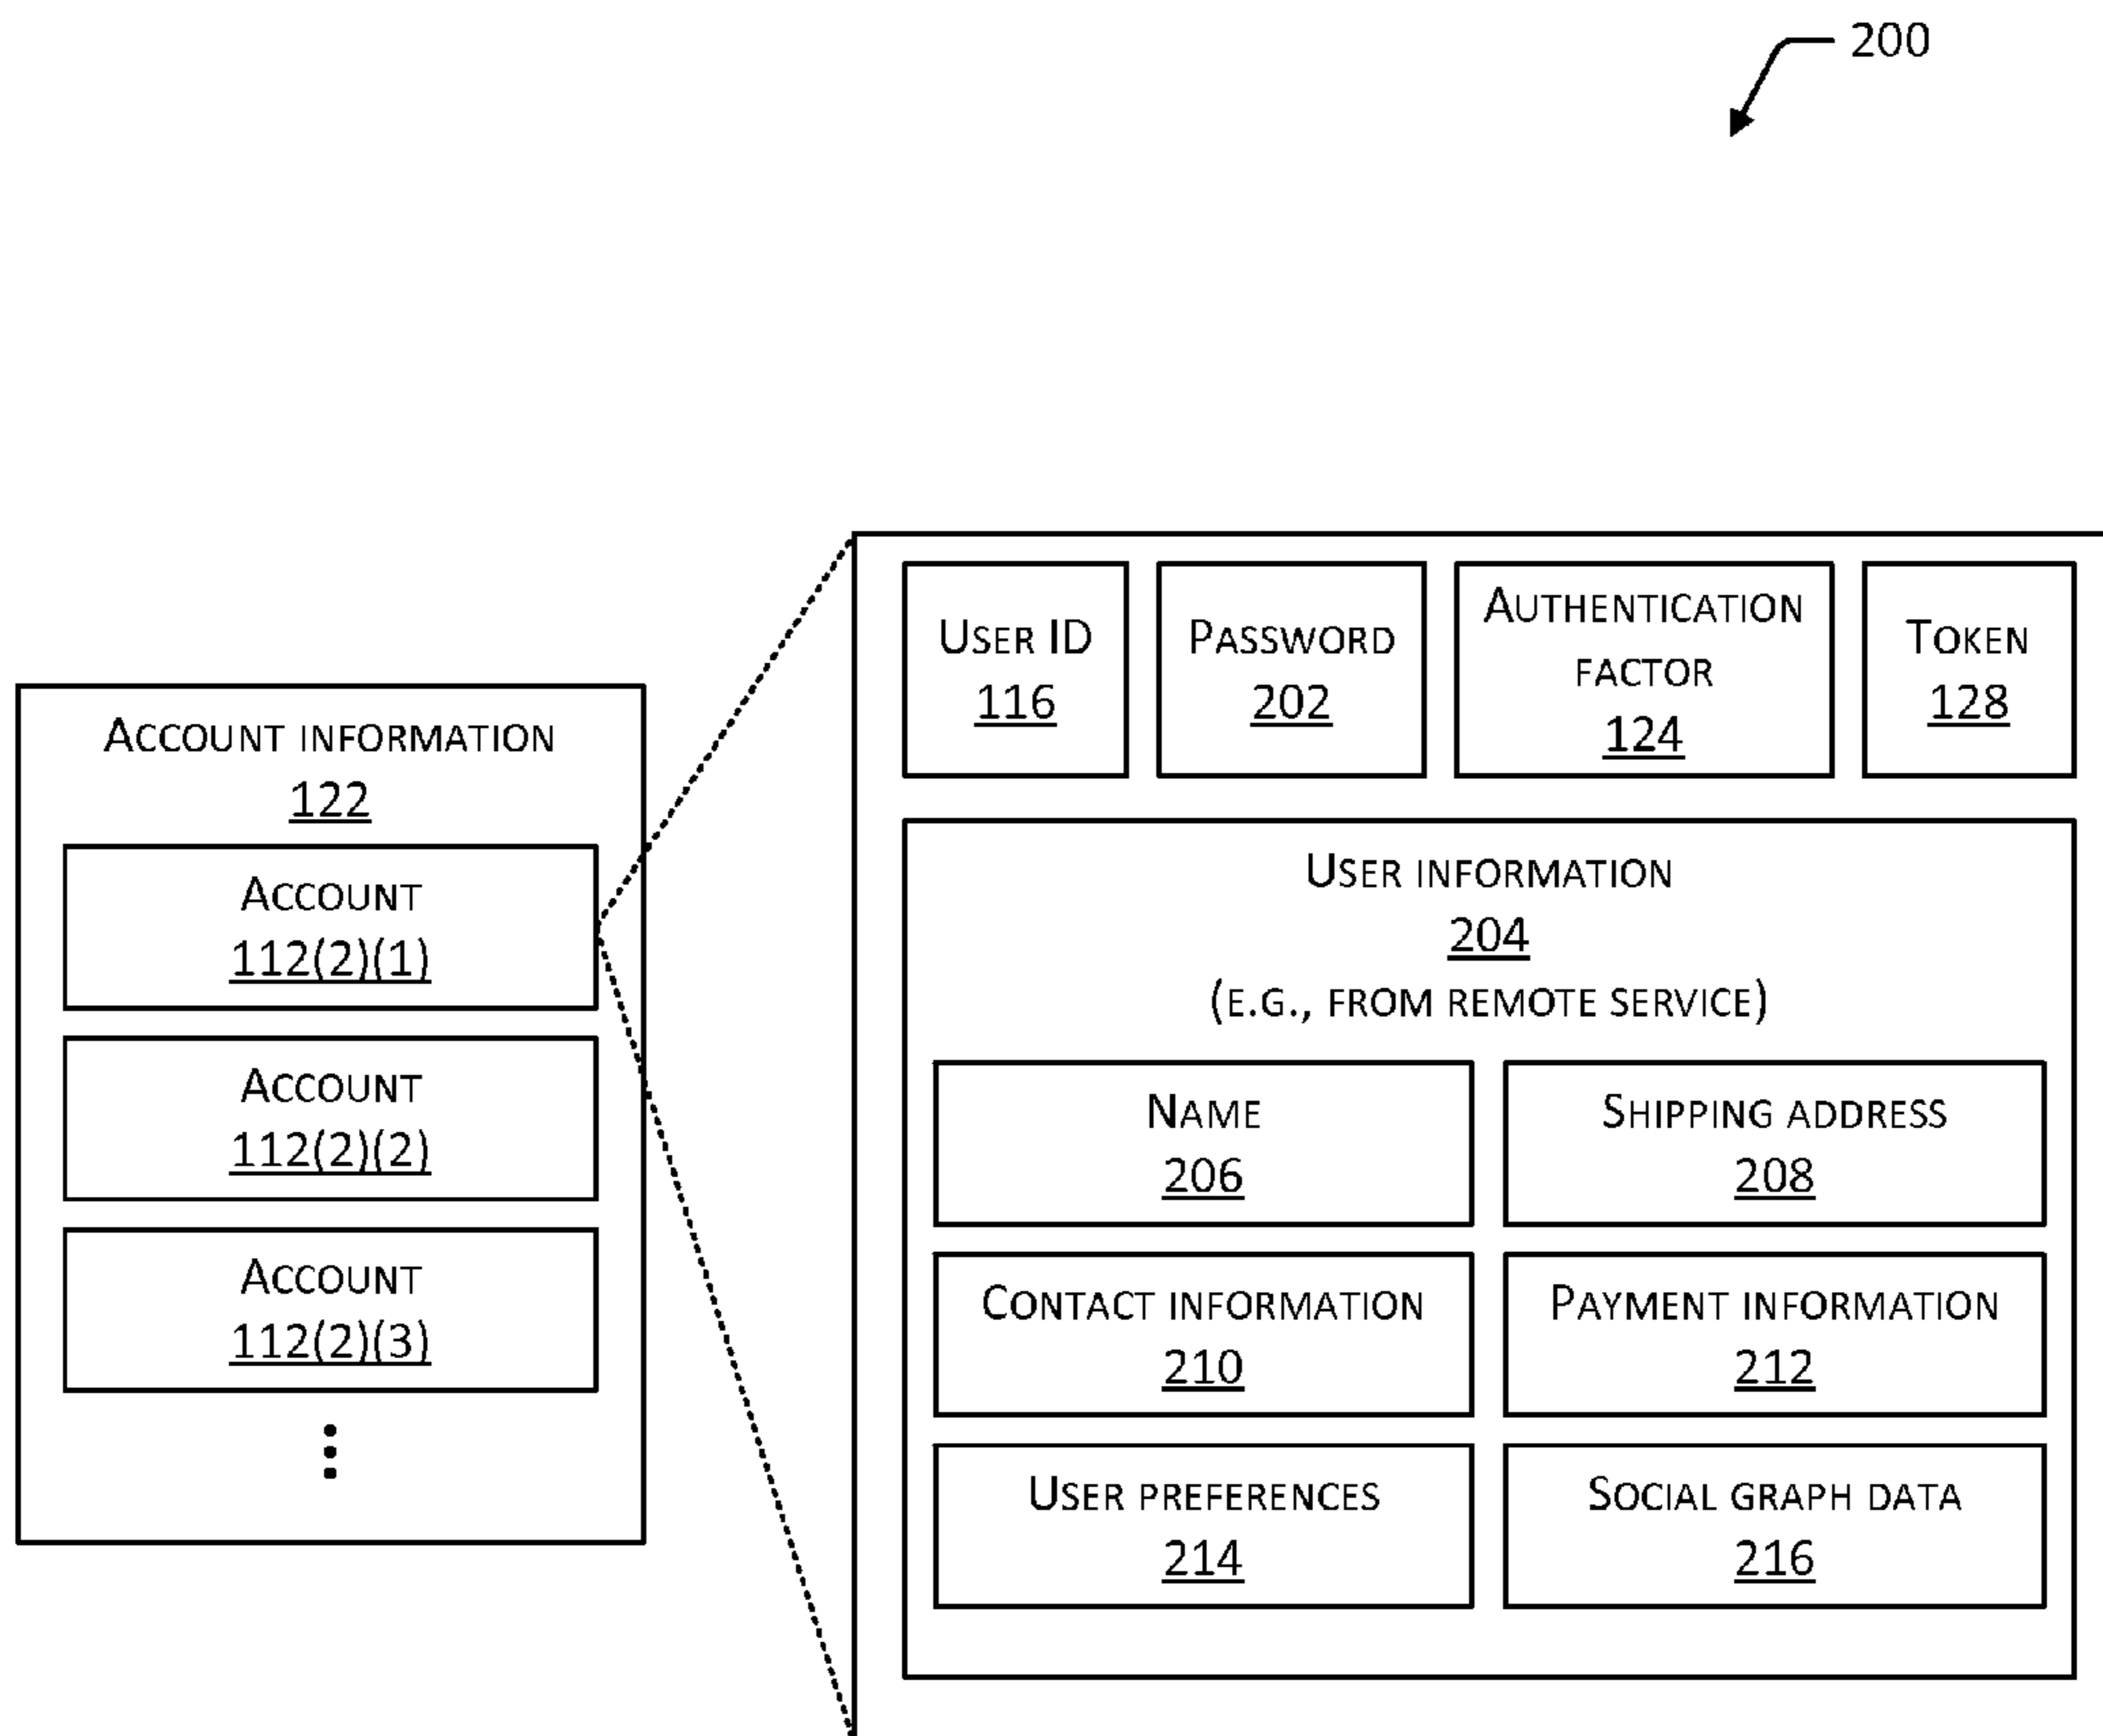 200
ACCOUNT INFORMATION
122
ACCOUNT
112(2)(1)
ACCOUNT
112(2)(2)
ACCOUNT
112(2)(3)
USER ID
116
PASSWORD
202
AUTHENTICATION
FACTOR
124
TOKEN
128
USER INFORMATION
204
(E.G., FROM REMOTE SERVICE)
NAME
206
SHIPPING ADDRESS
208
CONTACT INFORMATION
210
PAYMENT INFORMATION
212
USER PREFERENCES
214
SOCIAL GRAPH DATA
216